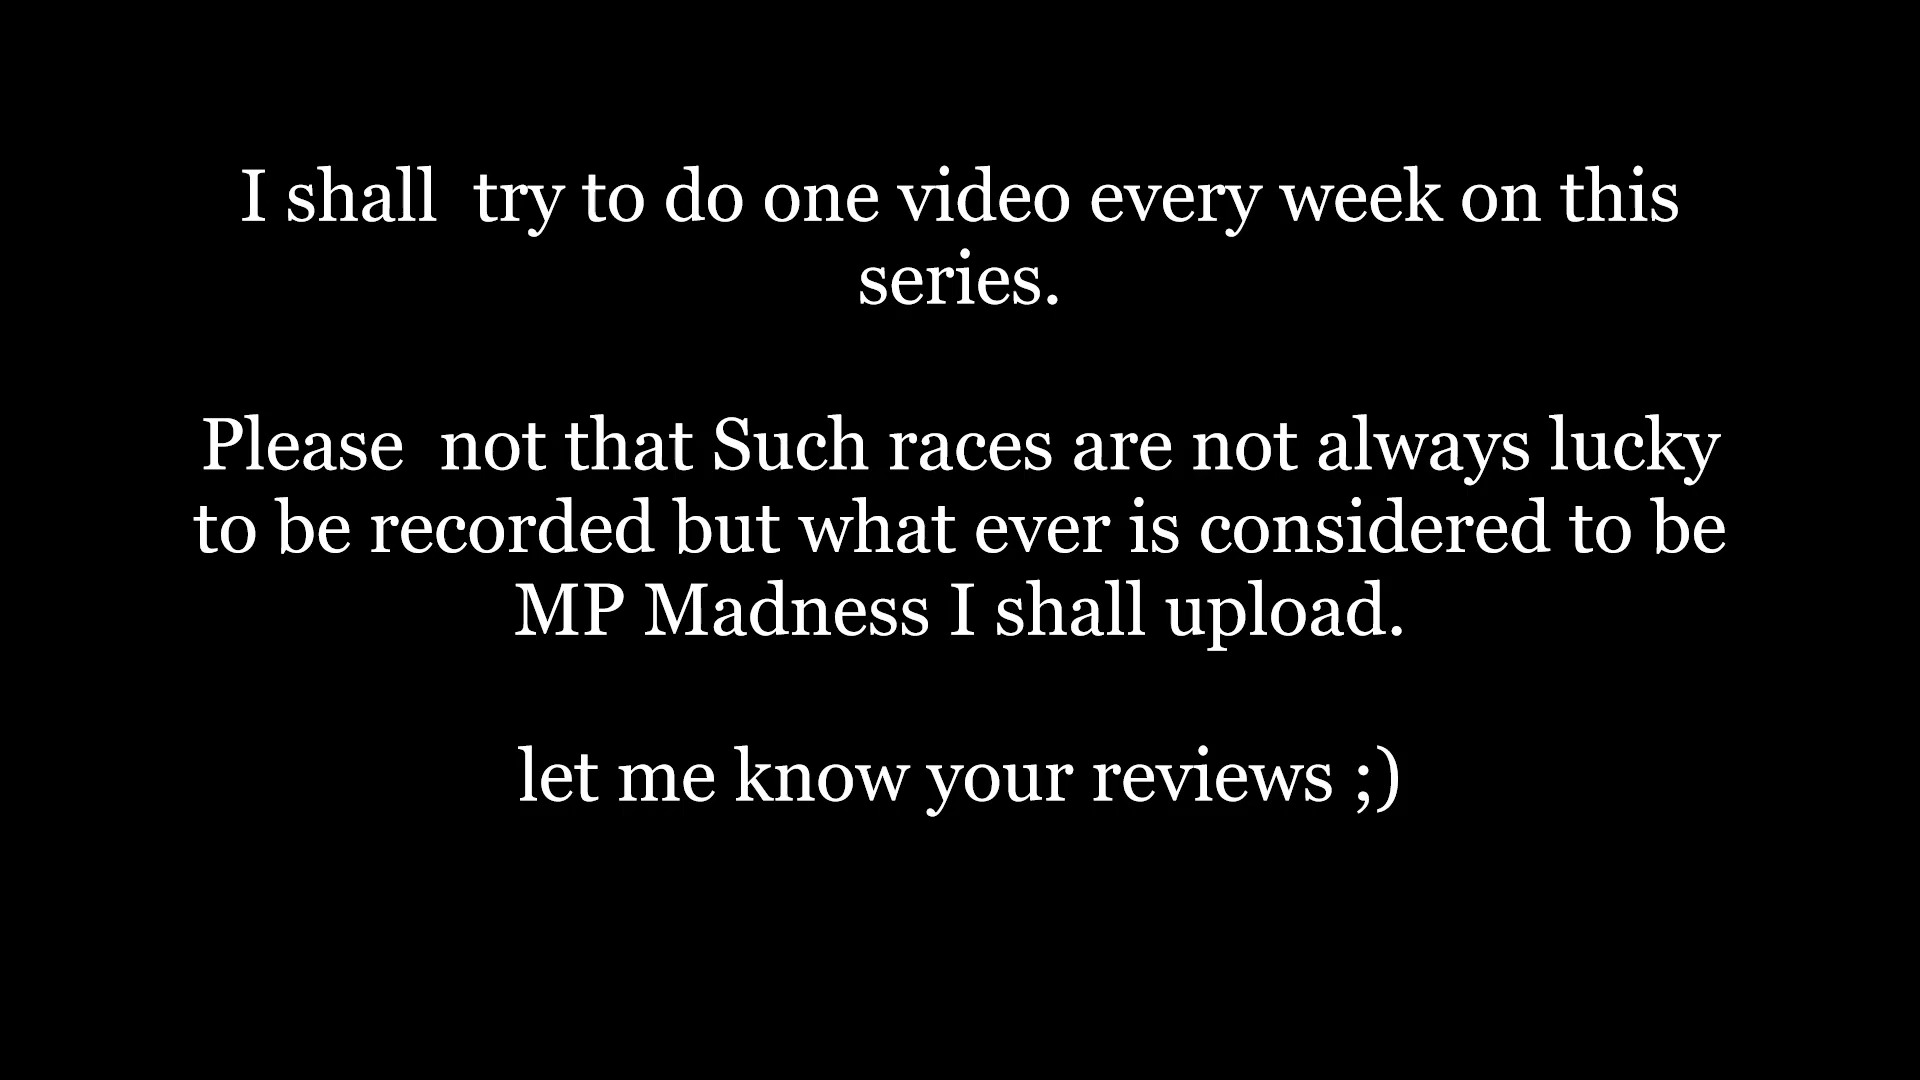 I shall  try to do one video every week on this
series.
Please  not that Such races are not always lucky
to be recorded but what ever is considered to be
MP Madness I shall upload.
let me know your reviews ;)